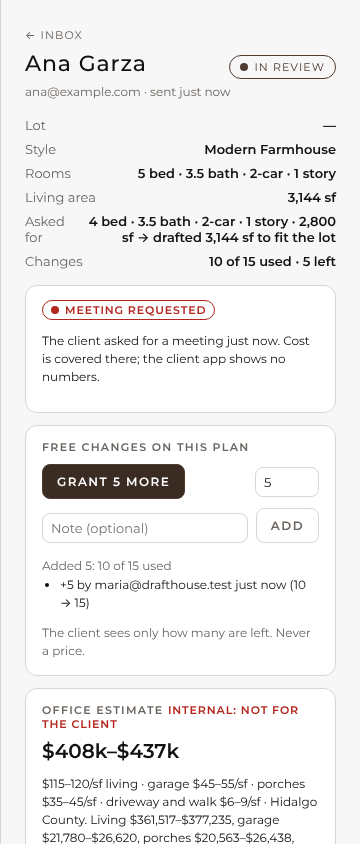 ← INBOX
Ana Garza
IN REVIEW
ana@example.com · sent just now
Lot —
Style Modern Farmhouse
Rooms 5 bed · 3.5 bath · 2-car · 1 story
Living area 3,144 sf
Asked for 4 bed · 3.5 bath · 2-car · 1 story · 2,800
sf → drafted 3,144 sf to fit the lot
Changes 10 of 15 used · 5 left
MEETING REQUESTED
The client asked for a meeting just now. Cost
is covered there; the client app shows no
numbers.
FREE CHANGES ON THIS PLAN
GRANT 5 MORE
5
Note (optional)
ADD
Added 5: 10 of 15 used
• +5 by maria@drafthouse.test just now (10
→ 15)
The client sees only how many are left. Never
a price.
OFFICE ESTIMATE INTERNAL: NOT FOR
THE CLIENT
$408k–$437k
$115–120/sf living · garage $45–55/sf · porches
$35–45/sf · driveway and walk $6–9/sf · Hidalgo
County. Living $361,517–$377,235, garage
$21,780–$26,620, porches $20,563–$26,438,